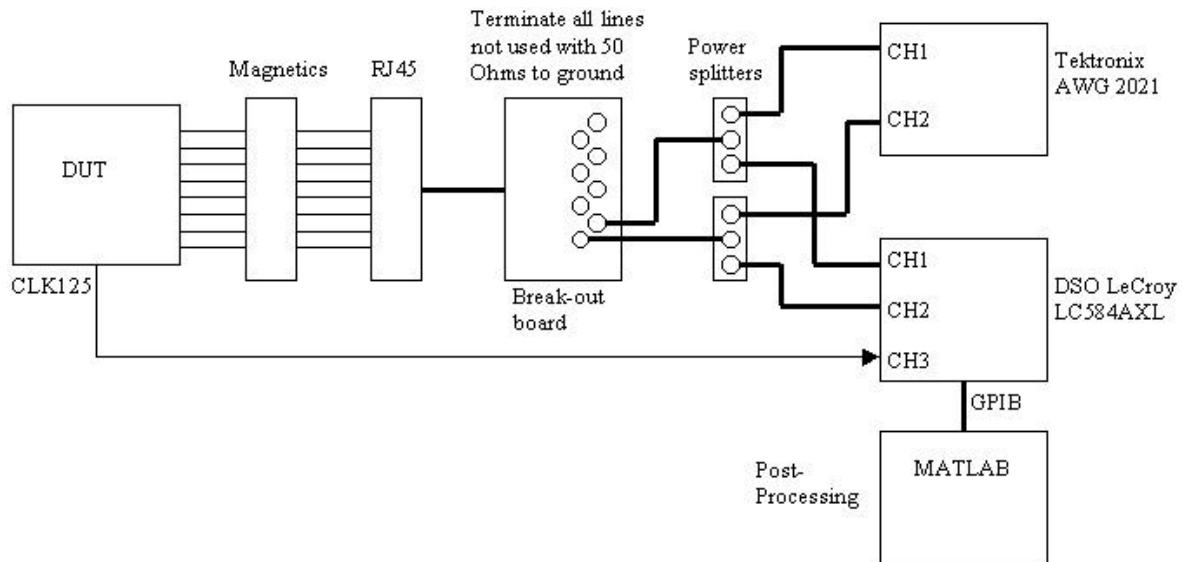 Terminate all lines
not used with 50
Ohms to ground
Power
splitters
Magnetics
RJ45
CH1
Tektronix
AWG 2021
CH2
DUT
CLK125
Break-out
board
CH1
DSO LeCroy
LC584AXL
CH2
CH3
GPIB
Post-
Processing
MATLAB